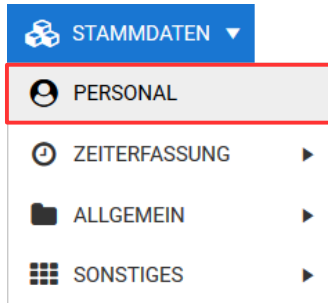 STAMMDATEN
PERSONAL
ZEITERFASSUNG
ALLGEMEIN
SONSTIGES